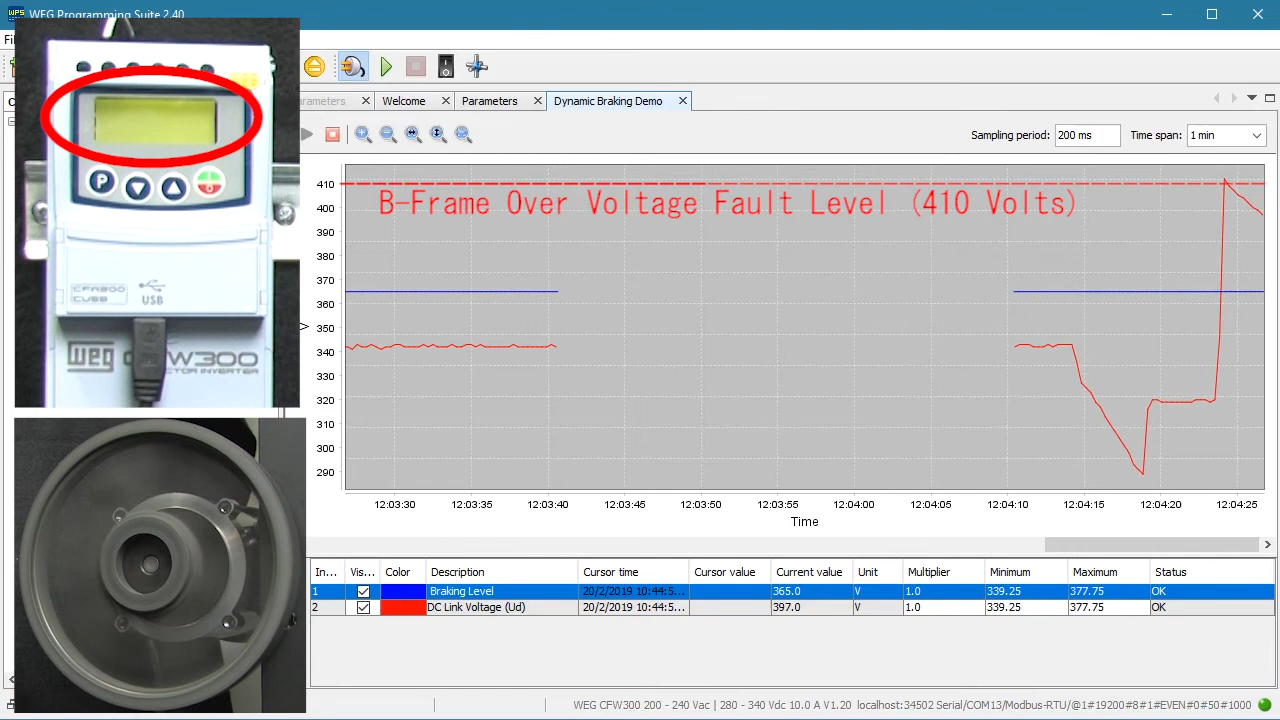 WPS WEG Programming Suite 2.40
arameters
Welcome
Parameters
Dynamic Braking Demo
Sampling period: 200 ms Time span: 1 min
B-Frame Over Voltage Fault Level (410 Volts)
410
400
390
380
370
360
350
340
330
320
310
300
290
12:03:30 12:03:35 12:03:40 12:03:45 12:03:50 12:03:55 12:04:00 12:04:05 12:04:10 12:04:15 12:04:20 12:04:25
Time
P
USB
weg CFW300
CTOR INVERTER
In... Vis... Color Description Cursor time Cursor value Current value Unit Multiplier Minimum Maximum Status
1 Braking Level 20/2/2019 10:44:5... 365.0 V 1.0 339.25 377.75 OK
2 DC Link Voltage (Ud) 20/2/2019 10:44:5... 397.0 V 1.0 339.25 377.75 OK
WEG CFW300 200 - 240 Vac | 280 - 340 Vdc 10.0 A V1.20 localhost:34502 Serial/COM13/Modbus-RTU/@1#19200#8#1#EVEN#0#50#1000